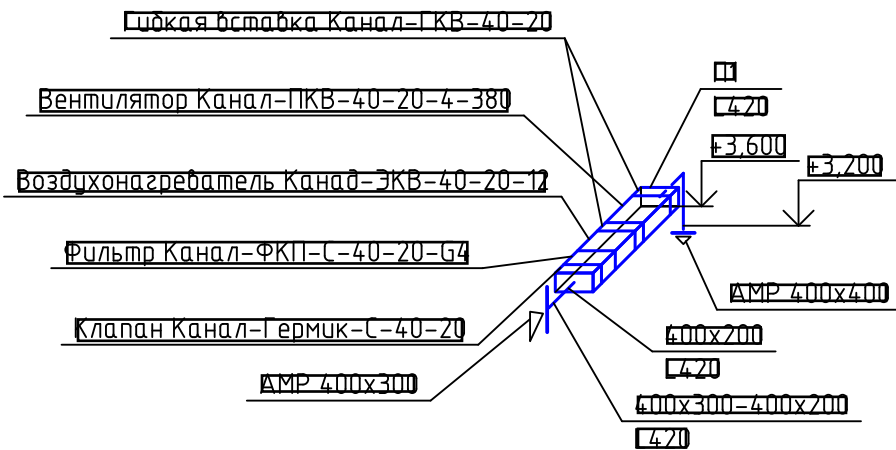 Гибкая вставка Канал-ГКВ-40-20
П1
L420
Вентилятор Канал-ПКВ-40-20-4-380
+3,600
+3,200
Воздухонагреватель Канад-ЭКВ-40-20-12
Фильтр Канал-ФКП-С-40-20-G4
АМР 400х400
Клапан Канал-Гермик-С-40-20
400х200
L420
АМР 400х300
400х300-400х200
L420